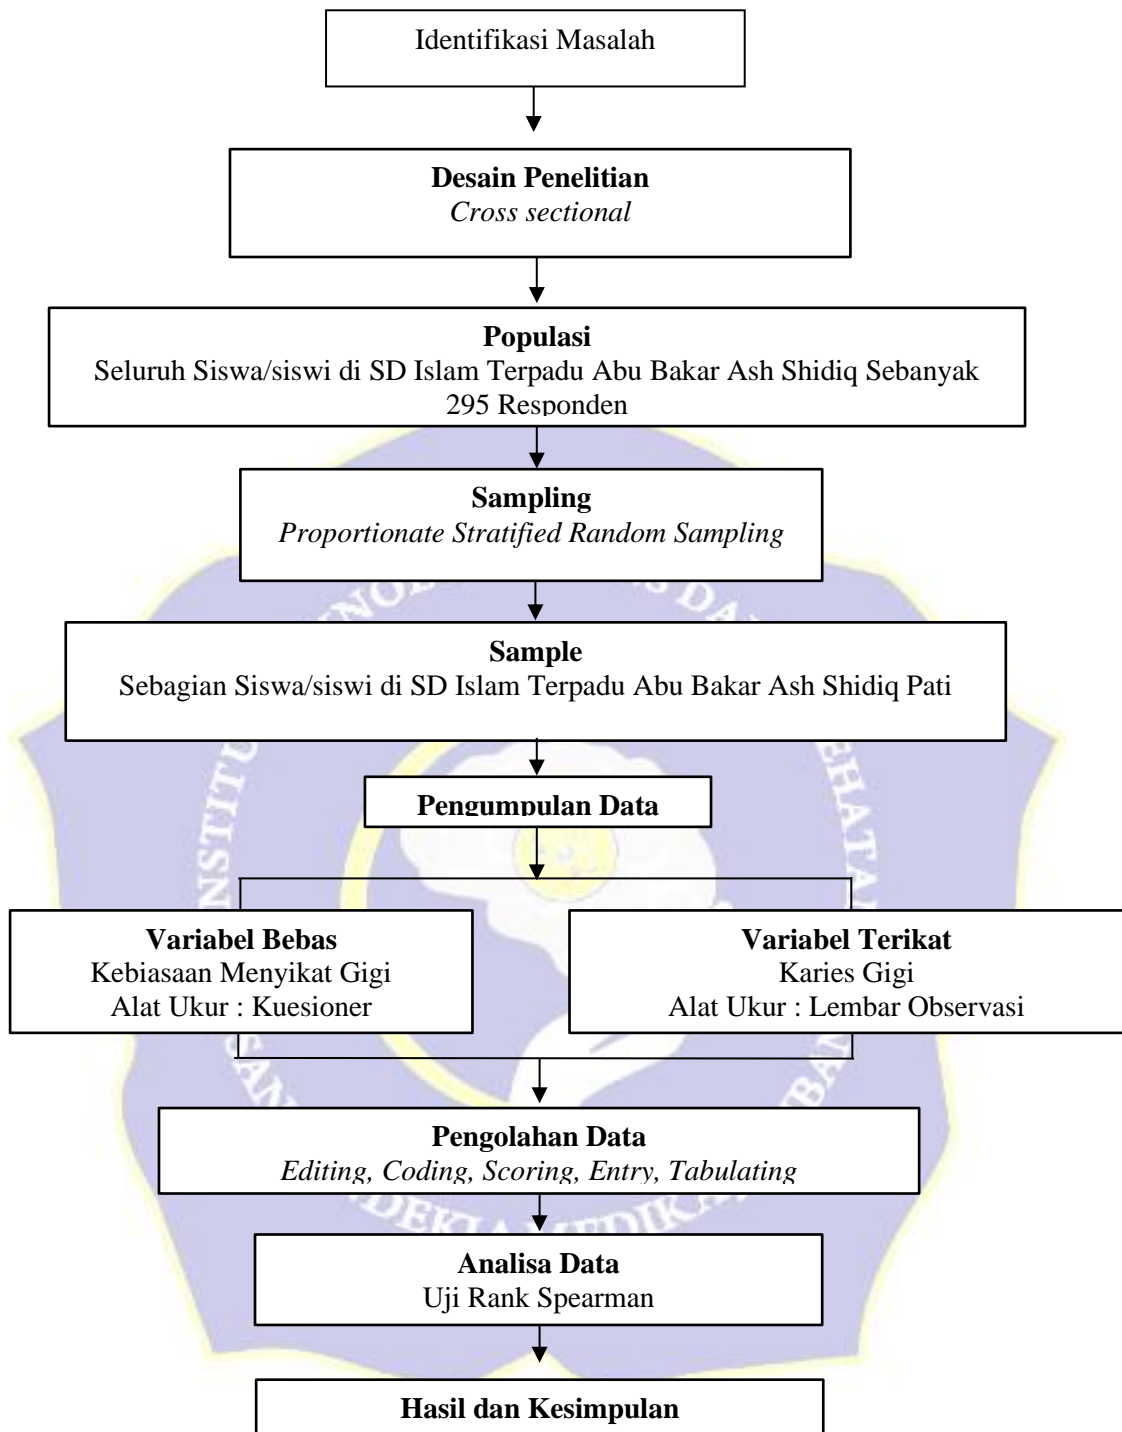 Identifikasi Masalah
Desain Penelitian
Cross sectional
Populasi
Seluruh Siswa/siswi di SD Islam Terpadu Abu Bakar Ash Shidiq Sebanyak
295 Responden
Sampling
Proportionate Stratified Random Sampling
Sample
Sebagian Siswa/siswi di SD Islam Terpadu Abu Bakar Ash Shidiq Pati
Pengumpulan Data
Variabel Bebas
Kebiasaan Menyikat Gigi
Alat Ukur : Kuesioner
Variabel Terikat
Karies Gigi
Alat Ukur : Lembar Observasi
Pengolahan Data
Editing, Coding, Scoring, Entry, Tabulating
Analisa Data
Uji Rank Spearman
Hasil dan Kesimpulan